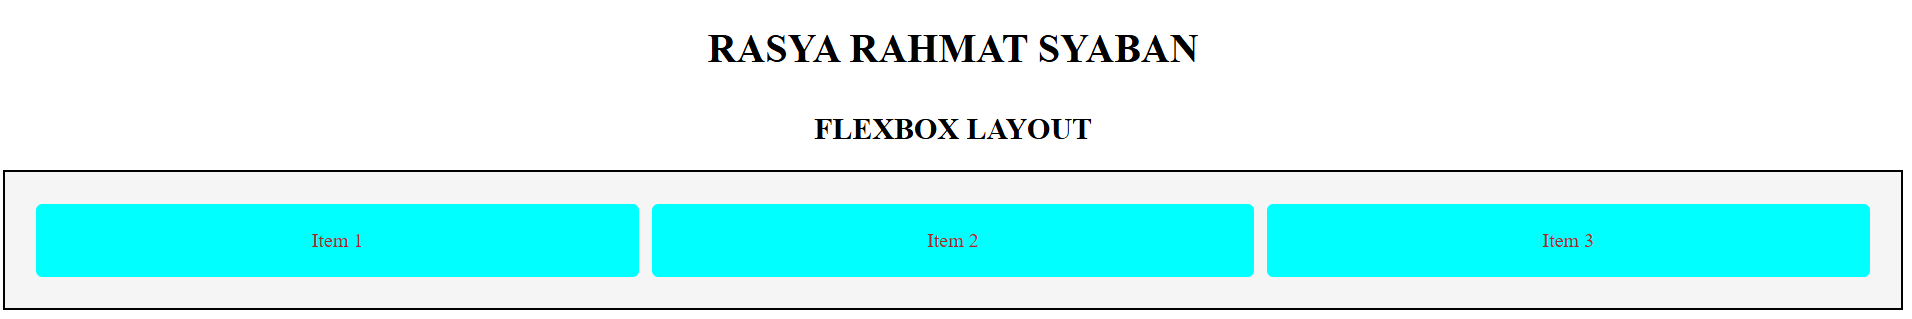 RASYA RAHMAT SYABAN
FLEXBOX LAYOUT
Item 1
Item 2
Item 3